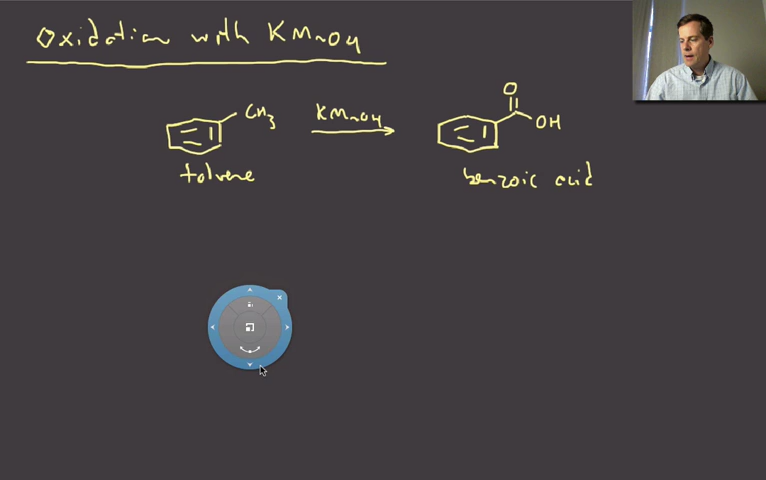 Oxidation with KMnO4
CH3
KMnO4
O
OH
toluene
benzoic acid